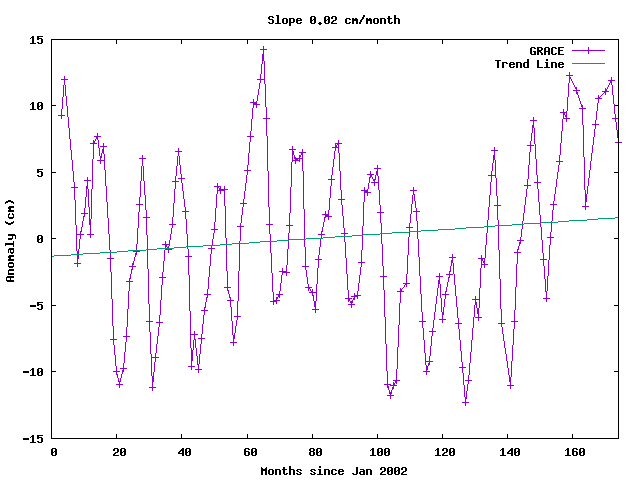 Slope 0.02 cm/month
15
GRACE
Trend Line
10
5
0
-5
-10
-15
Anomaly (cm)
0 20 40 60 80 100 120 140 160
Months since Jan 2002